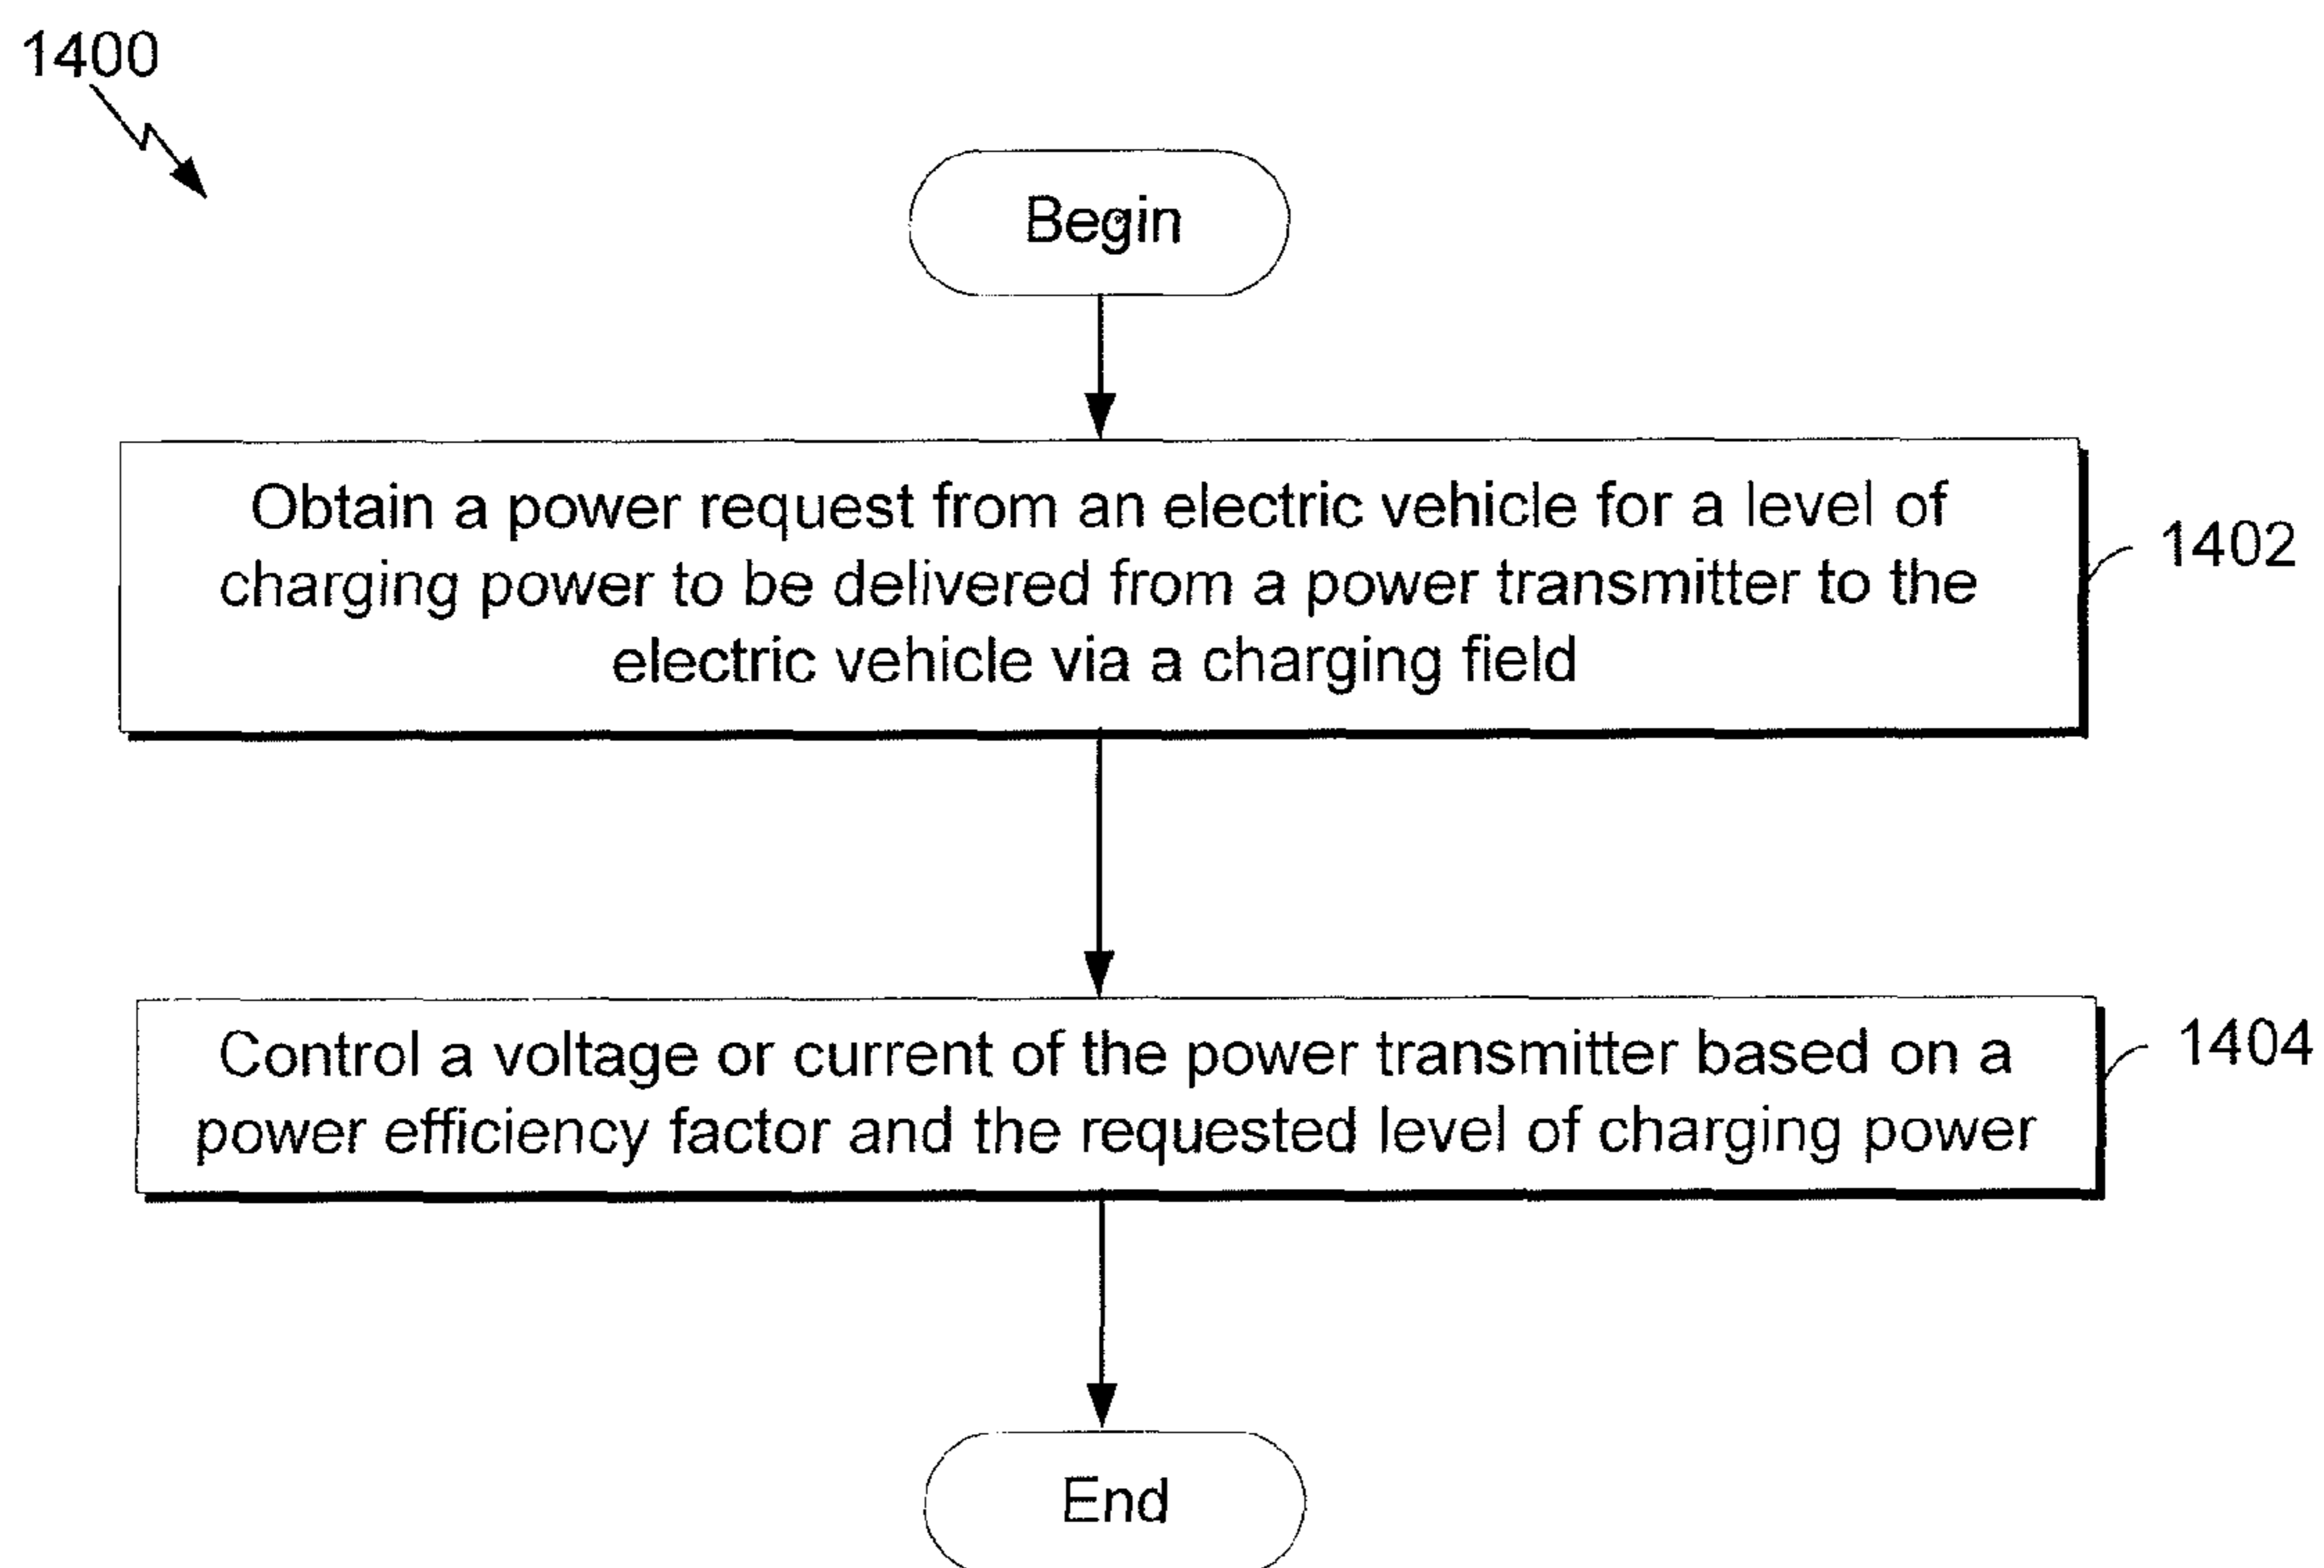 1400
Begin
Obtain a power request from an electric vehicle for a level of
charging power to be delivered from a power transmitter to the
electric vehicle via a charging field
1402
Control a voltage or current of the power transmitter based on a
power efficiency factor and the requested level of charging power
1404
End